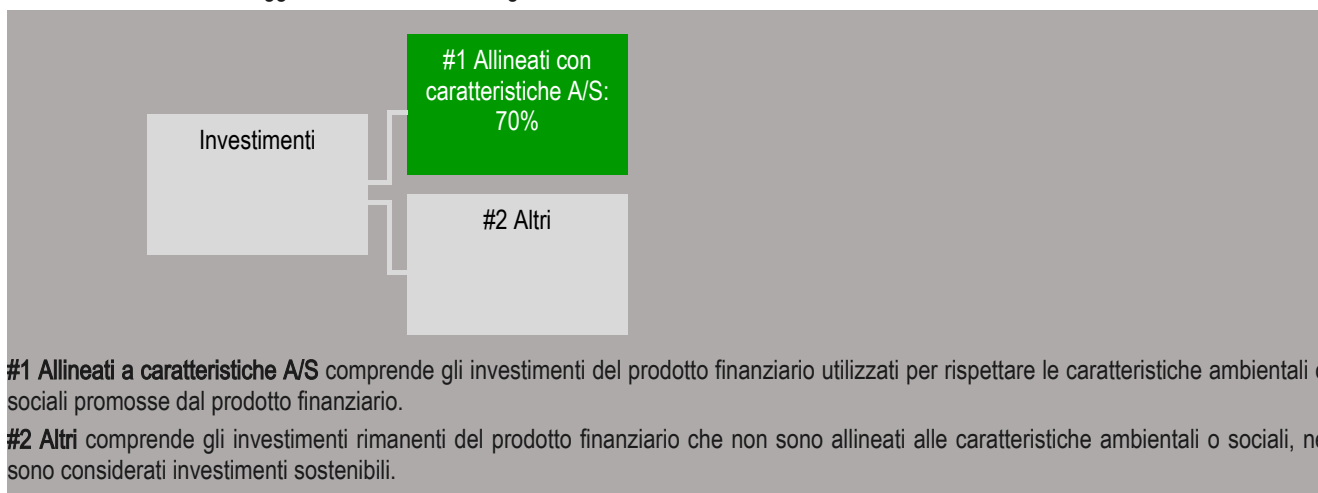 #1 Allineati con
caratteristiche A/S:
70%
Investimenti
#2 Altri
#1 Allineati a caratteristiche A/S comprende gli investimenti del prodotto finanziario utilizzati per rispettare le caratteristiche ambientali
sociali promosse dal prodotto finanziario.
#2 Altri comprende gli investimenti rimanenti del prodotto finanziario che non sono allineati alle caratteristiche ambientali o sociali,
sono considerati investimenti sostenibili.